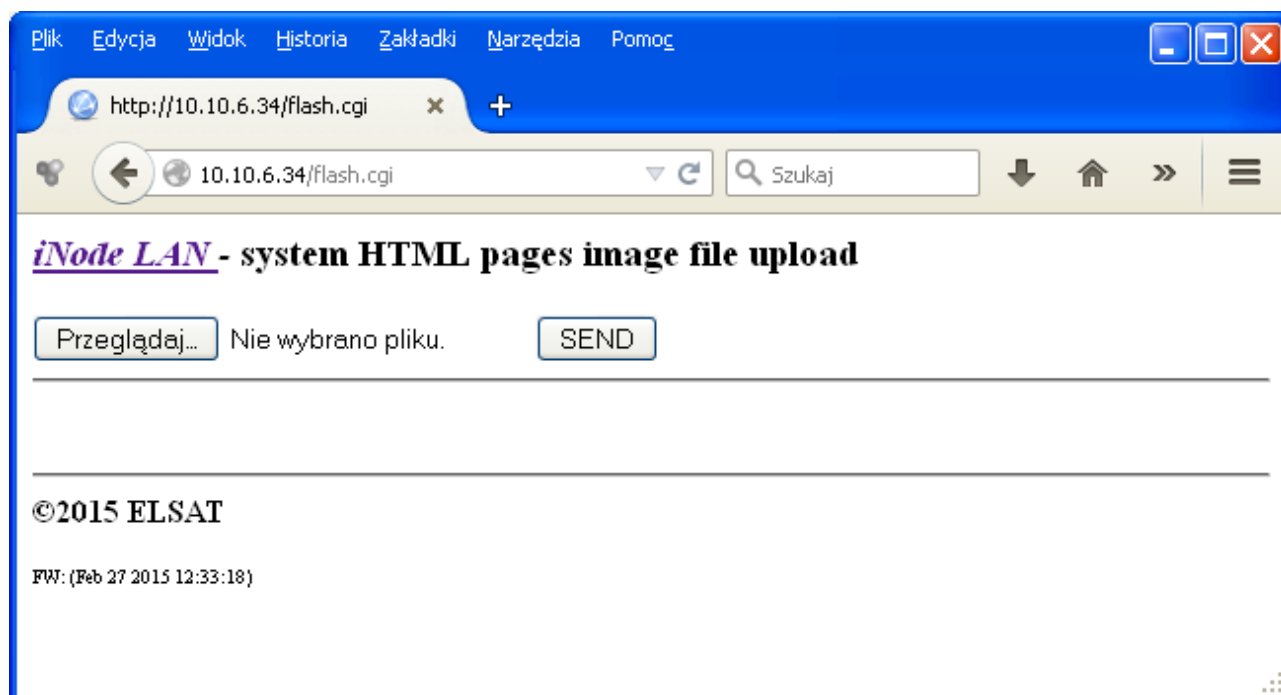 Plik Edycja Widok Historia Zakładki Narzędzia Pomoc
http://10.10.6.34/flash.cgi
10.10.6.34/flash.cgi Szukaj
iNode LAN - system HTML pages image file upload
Przeglądaj... Nie wybrano pliku. SEND
©2015 ELSAT
FW: (Feb 27 2015 12:33:18)